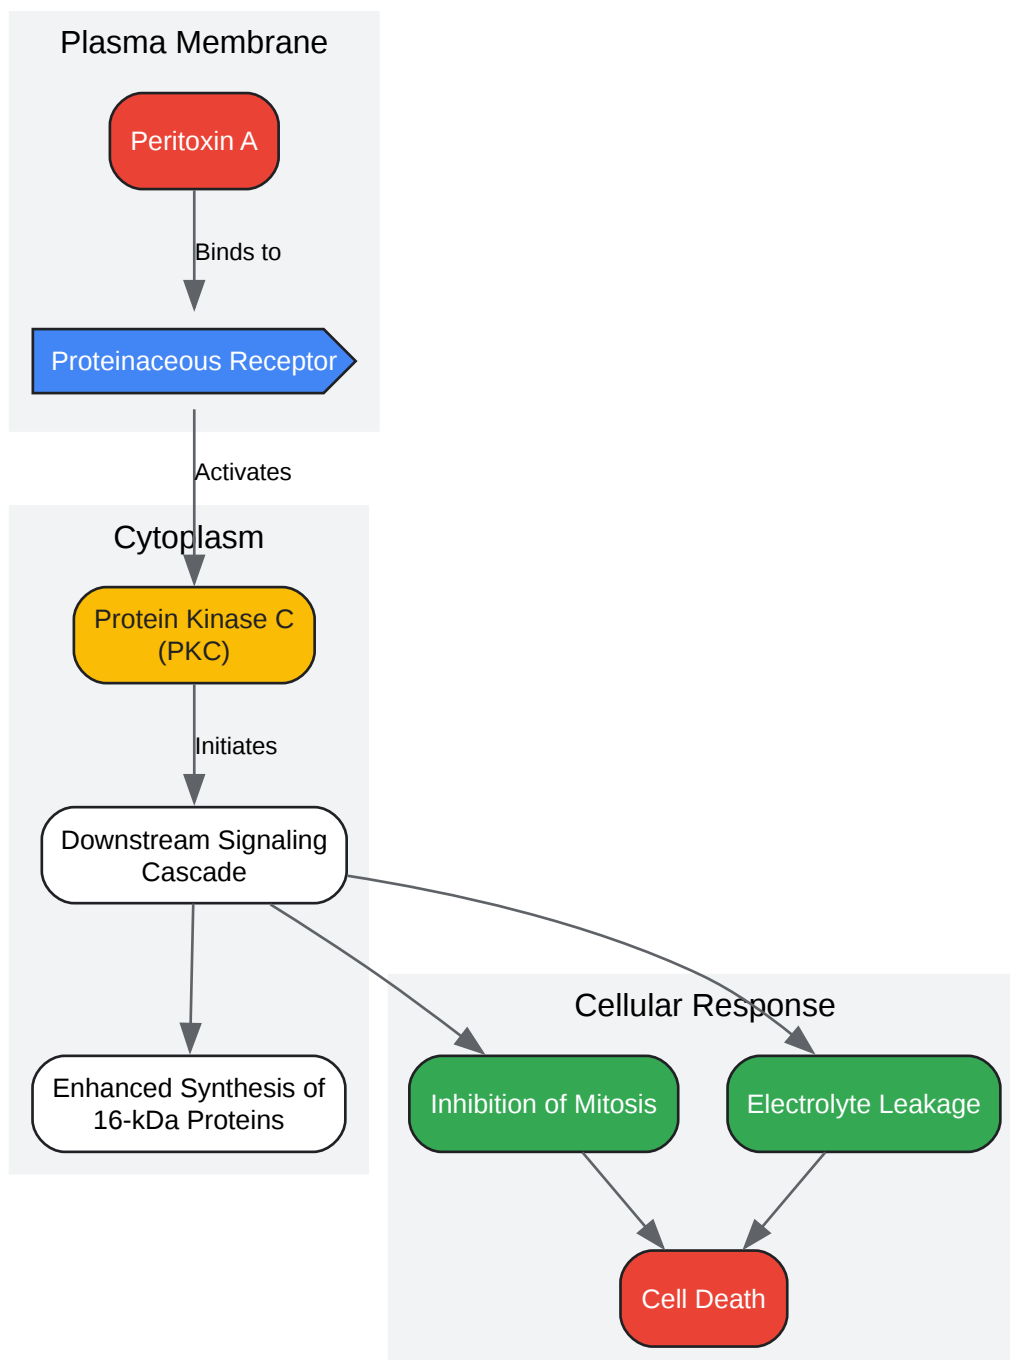 Plasma Membrane
Peritoxin A
Binds to
Proteinaceous Receptor
Activates
Cytoplasm
Protein Kinase C
(PKC)
Initiates
Downstream Signaling
Cascade
Enhanced Synthesis of
16-kDa Proteins
Cellular Response
Inhibition of Mitosis
Electrolyte Leakage
Cell Death